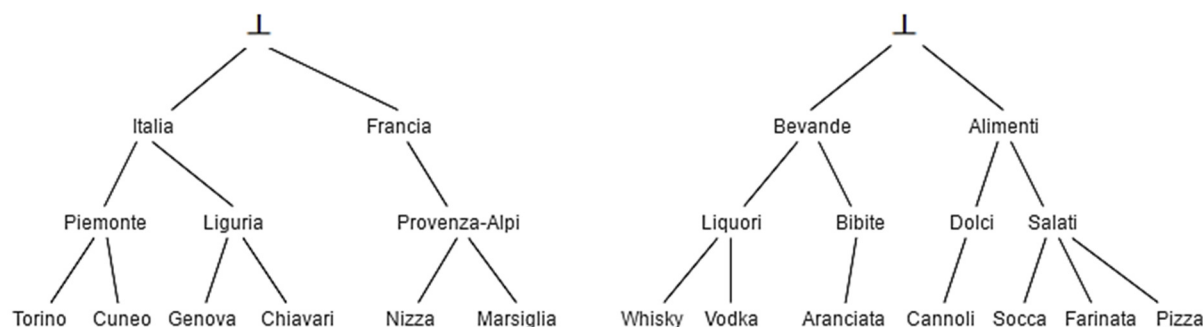 ⊥ ⊥
Italia Francia Bevande Alimenti
Piemonte Liguria Provenza-Alpi Liquori Bibite Dolci Salati
Torino Cuneo Genova Chiavari Nizza Marsiglia Whisky Vodka Aranciata Cannoli Socca Farinata Pizza